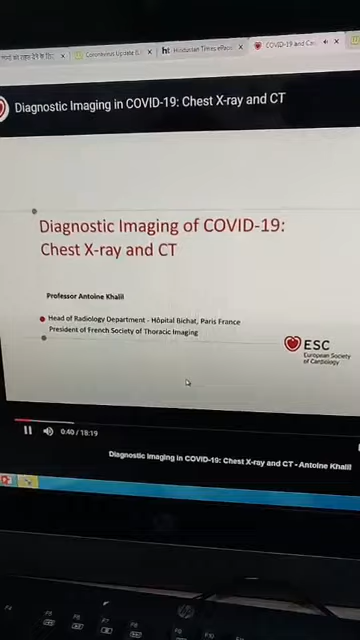 Coronavirus Update (L
Hindustan Times ePape
COVID-19 and Ca
Diagnostic Imaging in COVID-19: Chest X-ray and CT
Diagnostic Imaging of COVID-19:
Chest X-ray and CT
Professor Antoine Khalil
Head of Radiology Department - Hôpital Bichat, Paris France
President of French Society of Thoracic Imaging
ESC
European Society
of Cardiology
0:40 / 18:19
Diagnostic Imaging in COVID-19: Chest X-ray and CT - Antoine Khalil
hp